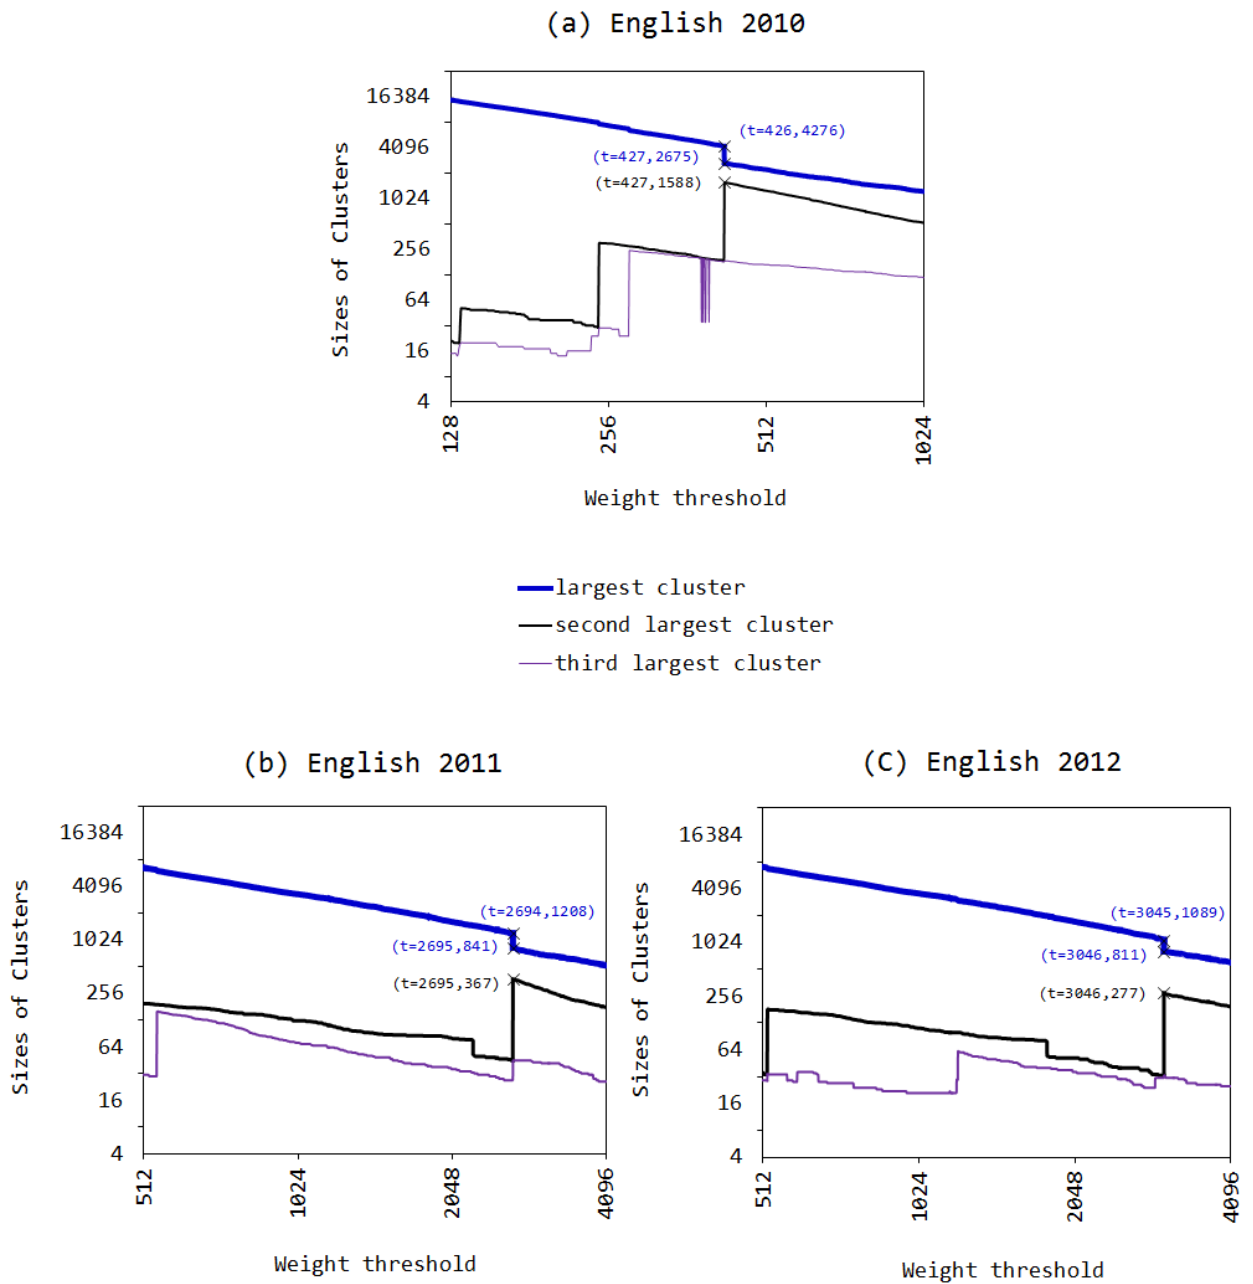 (a) English 2010
16384
4096
1024
256
64
16
4
Sizes of Clusters
(t=426,4276)
(t=427,2675)
(t=427,1588)
128
256
512
1024
Weight threshold
largest cluster
second largest cluster
third largest cluster
(b) English 2011
16384
4096
1024
256
64
16
4
Sizes of Clusters
(t=2694,1208)
(t=2695,841)
(t=2695,367)
512
1024
2048
4096
Weight threshold
(C) English 2012
16384
4096
1024
256
64
16
4
Sizes of Clusters
(t=3045,1089)
(t=3046,811)
(t=3046,277)
512
1024
2048
4096
Weight threshold